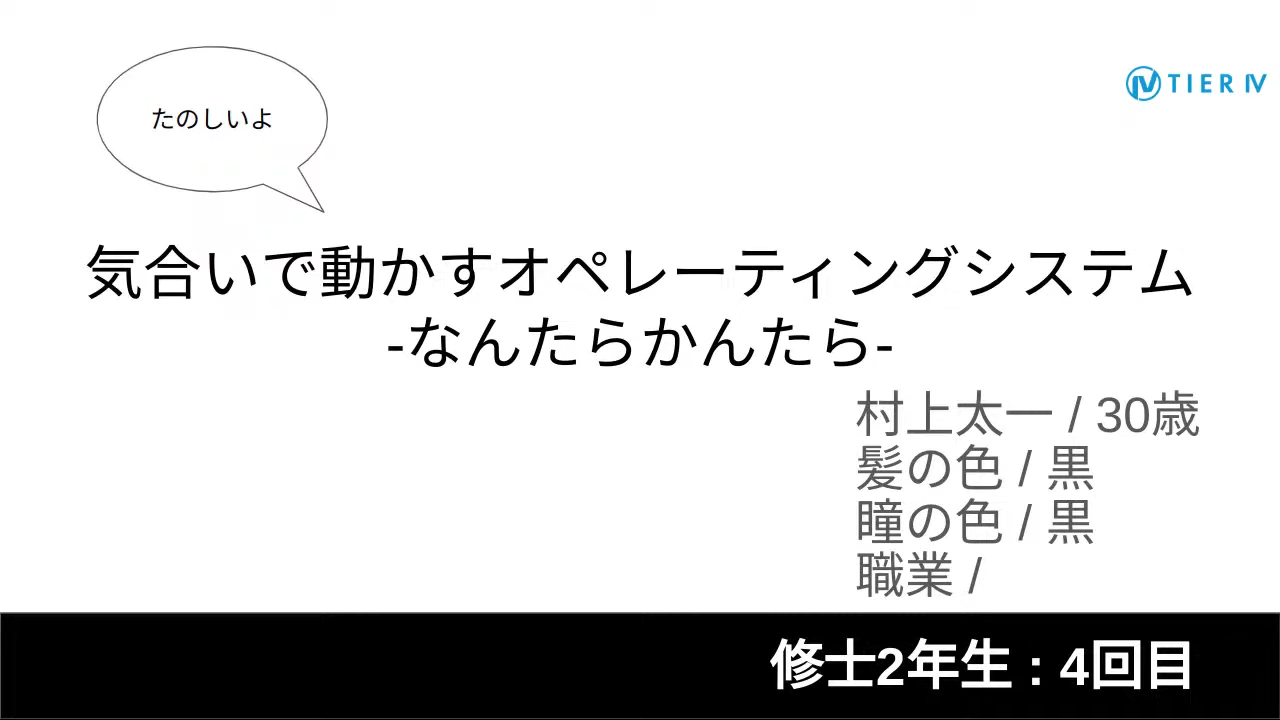 たのしいよ
TIER IV
気合いで動かすオペレーティングシステム
-なんたらかんたら-
村上太一 / 30歳
髪の色 / 黒
瞳の色 / 黒
職業 /
修士2年生 : 4回目